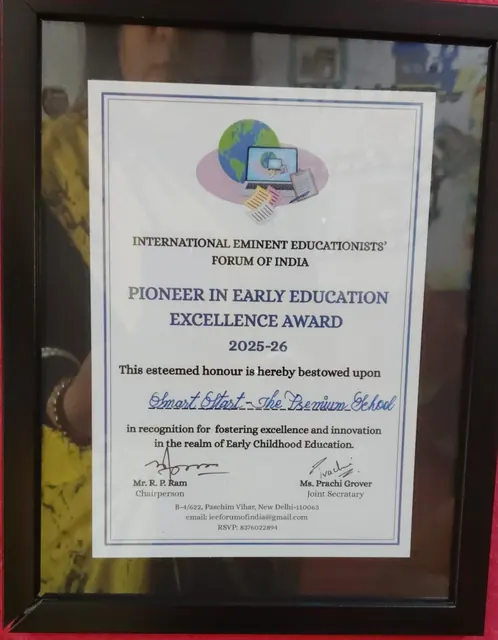 INTERNATIONAL EMINENT EDUCATIONISTS'
FORUM OF INDIA
PIONEER IN EARLY EDUCATION
EXCELLENCE AWARD
2025-26
This esteemed honour is hereby bestowed upon
Smart Start - The Premium School
in recognition for fostering excellence and innovation
in the realm of Early Childhood Education.
Prachi
Mr. R. P. Ram
Chairperson
Ms. Prachi Grover
Joint Secratary
B-4/622, Paschim Vihar, New Delhi-110063
email: ieeforumofindia@gmail.com
RSVP: 8376022894